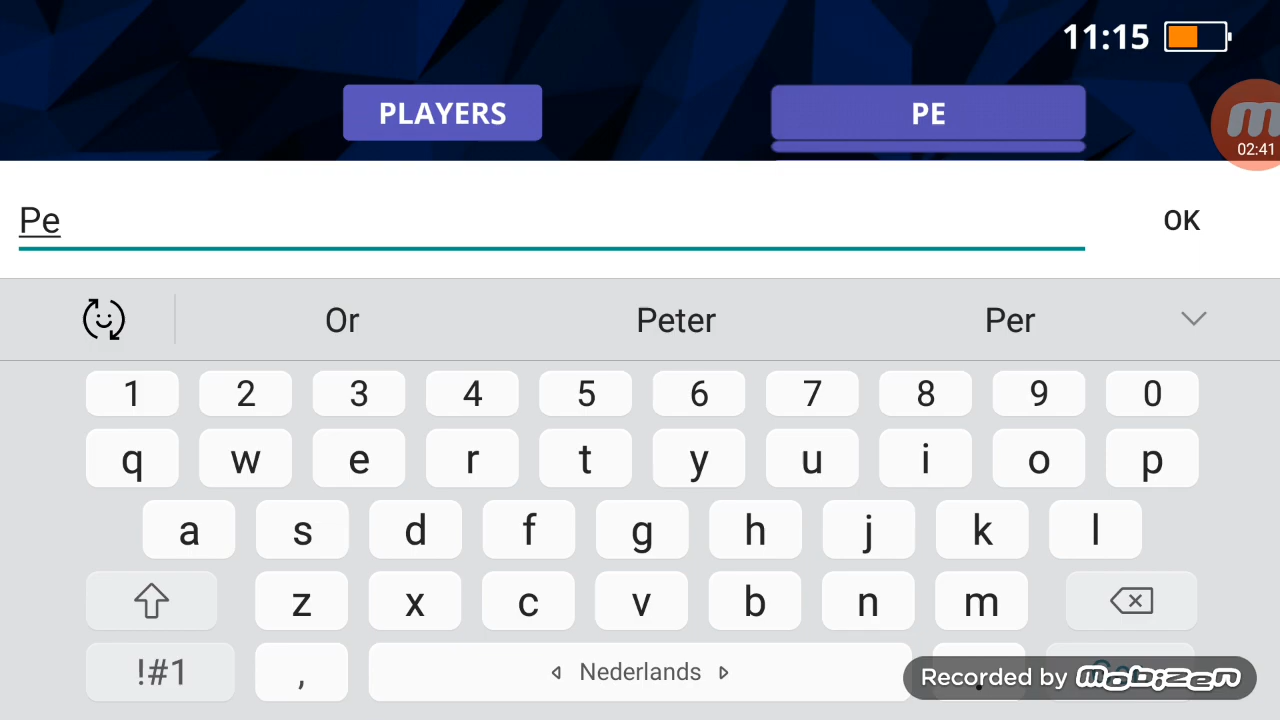 11:15
PLAYERS PE
02:41
Pe OK
Or Peter Per
1 2 3 4 5 6 7 8 9 0
q w e r t y u i o p
a s d f g h j k l
z x c v b n m
!#1 , Nederlands .
Recorded by mobizen